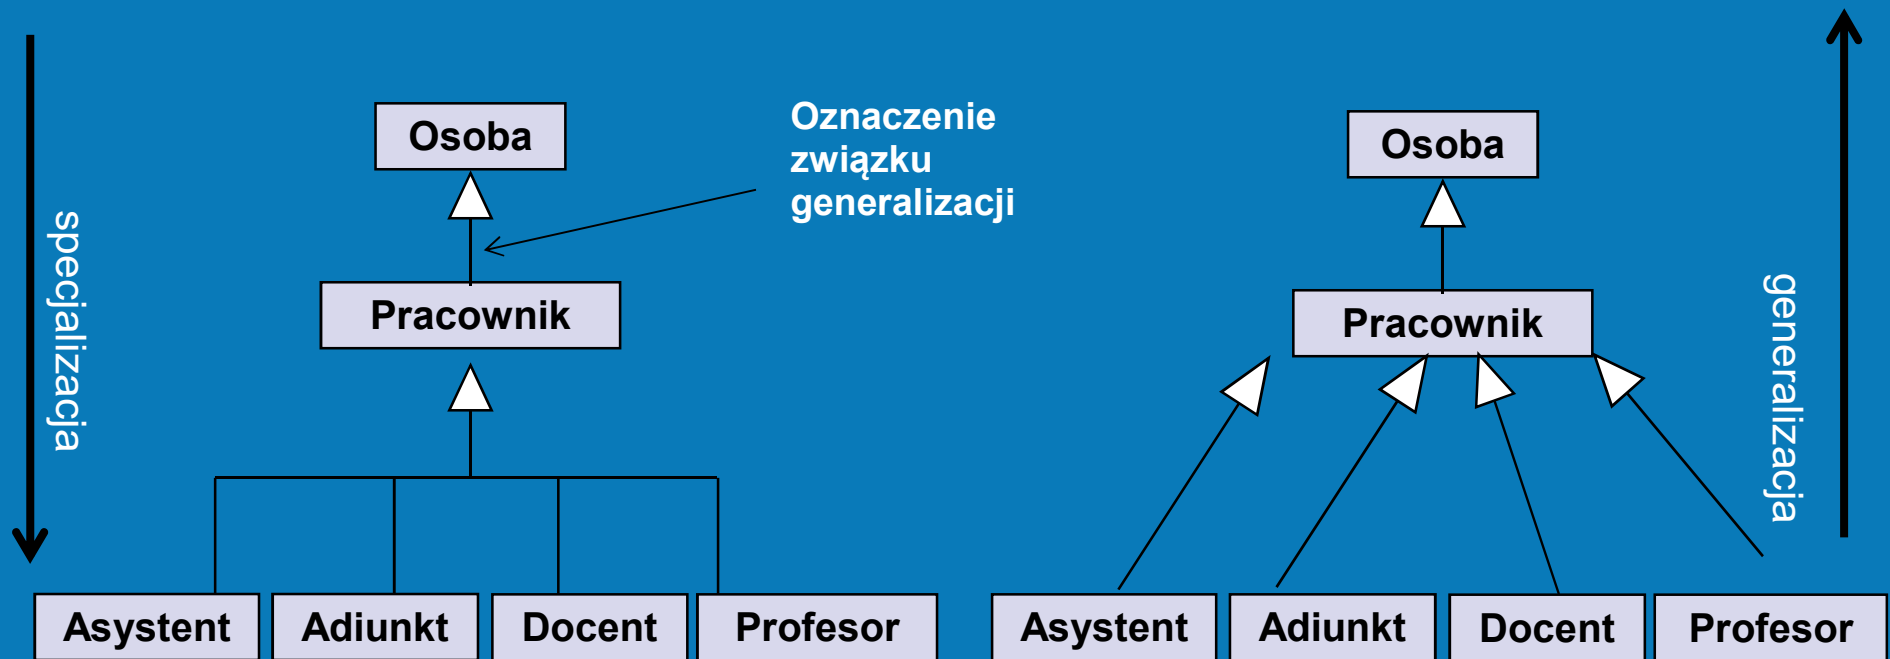 specjalizacja
Osoba
Pracownik
Asystent
Adiunkt
Docent
Profesor
Oznaczenie
związku
generalizacji
Osoba
Pracownik
Asystent
Adiunkt
Docent
Profesor
generalizacja